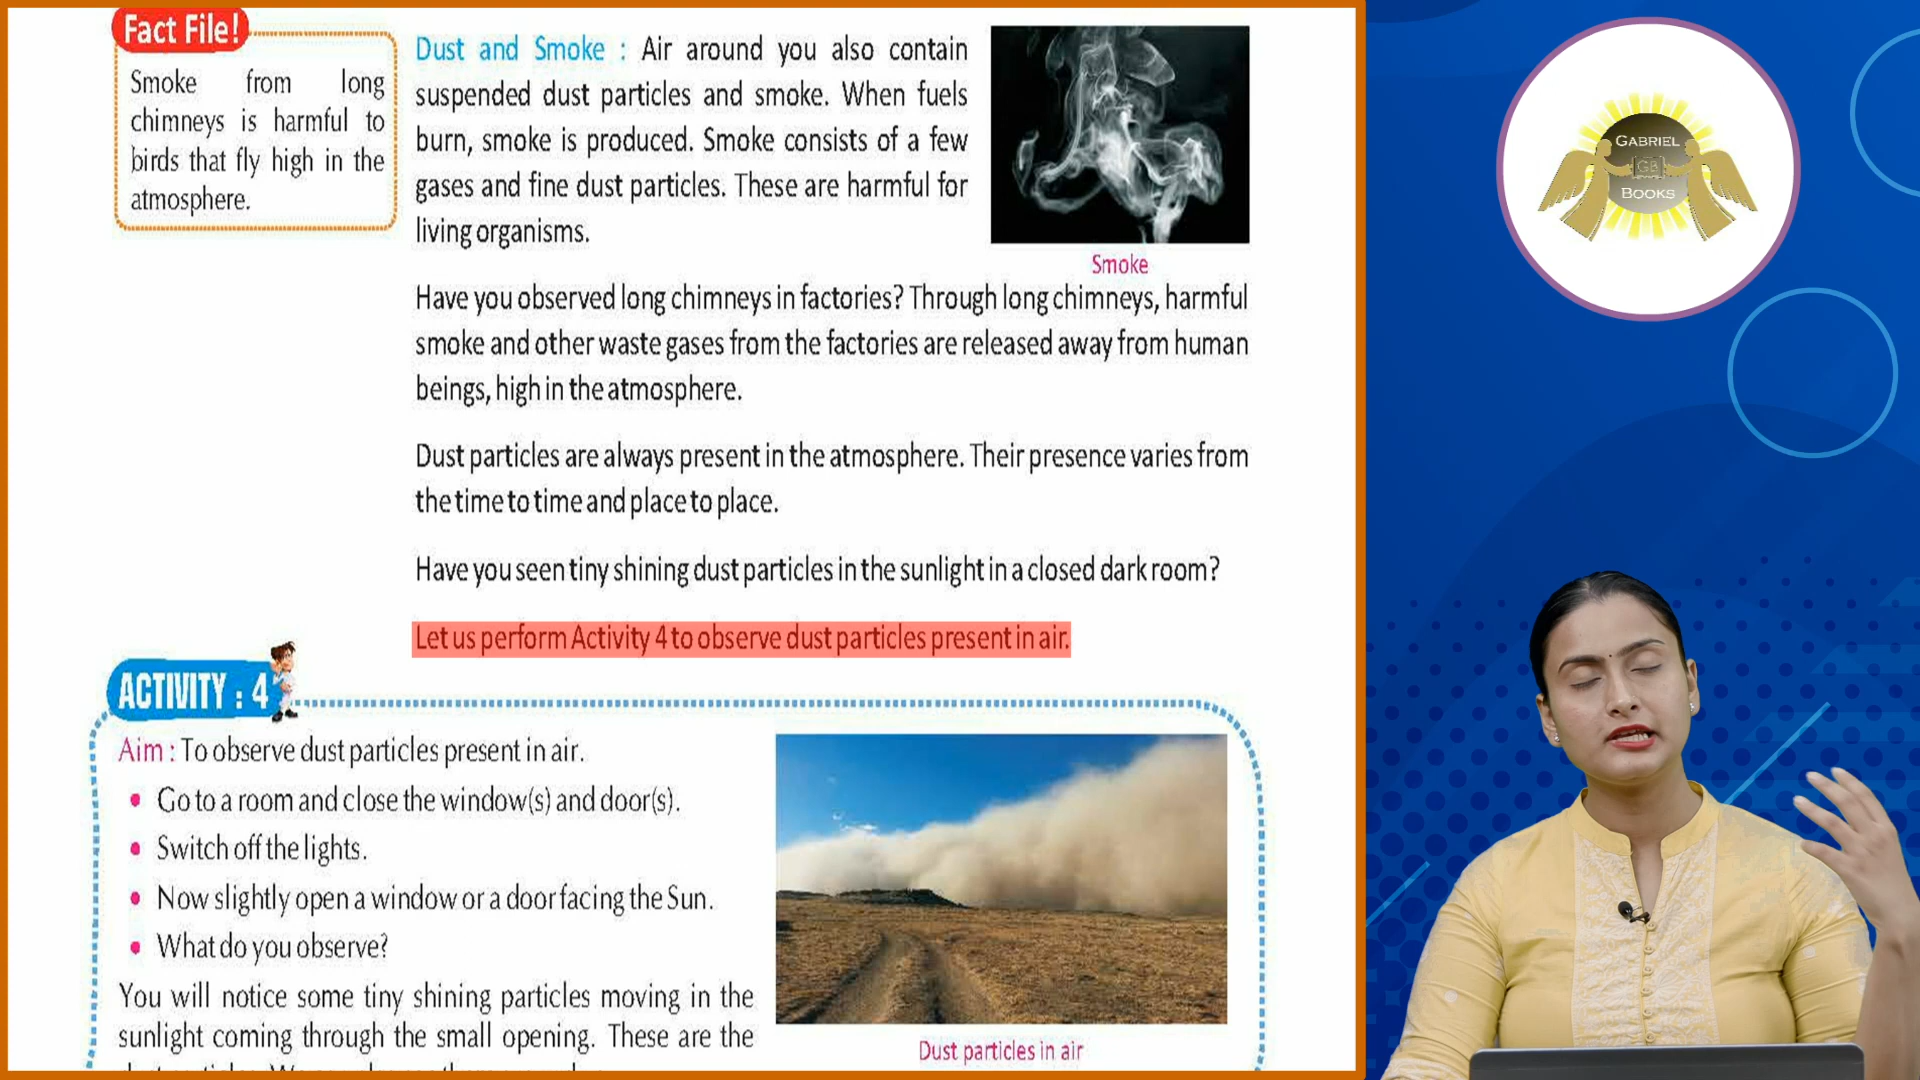 Fact File!
Smoke from long
chimneys is harmful to
birds that fly high in the
atmosphere.
Dust and Smoke : Air around you also contain
suspended dust particles and smoke. When fuels
burn, smoke is produced. Smoke consists of a few
gases and fine dust particles. These are harmful for
living organisms.
Smoke
Have you observed long chimneys in factories? Through long chimneys, harmful
smoke and other waste gases from the factories are released away from human
beings, high in the atmosphere.
Dust particles are always present in the atmosphere. Their presence varies from
the time to time and place to place.
Have you seen tiny shining dust particles in the sunlight in a closed dark room?
Let us perform Activity 4 to observe dust particles present in air.
ACTIVITY : 4
Aim : To observe dust particles present in air.
• Go to a room and close the window(s) and door(s).
• Switch off the lights.
• Now slightly open a window or a door facing the Sun.
• What do you observe?
You will notice some tiny shining particles moving in the
sunlight coming through the small opening. These are the
Dust particles in air
GABRIEL
GB
BOOKS